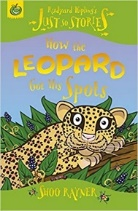 Rudyard Kipling's
JUST SO STORIES
HOW THE
LEOPARD
Got his
Spots
SHOO RAYNER